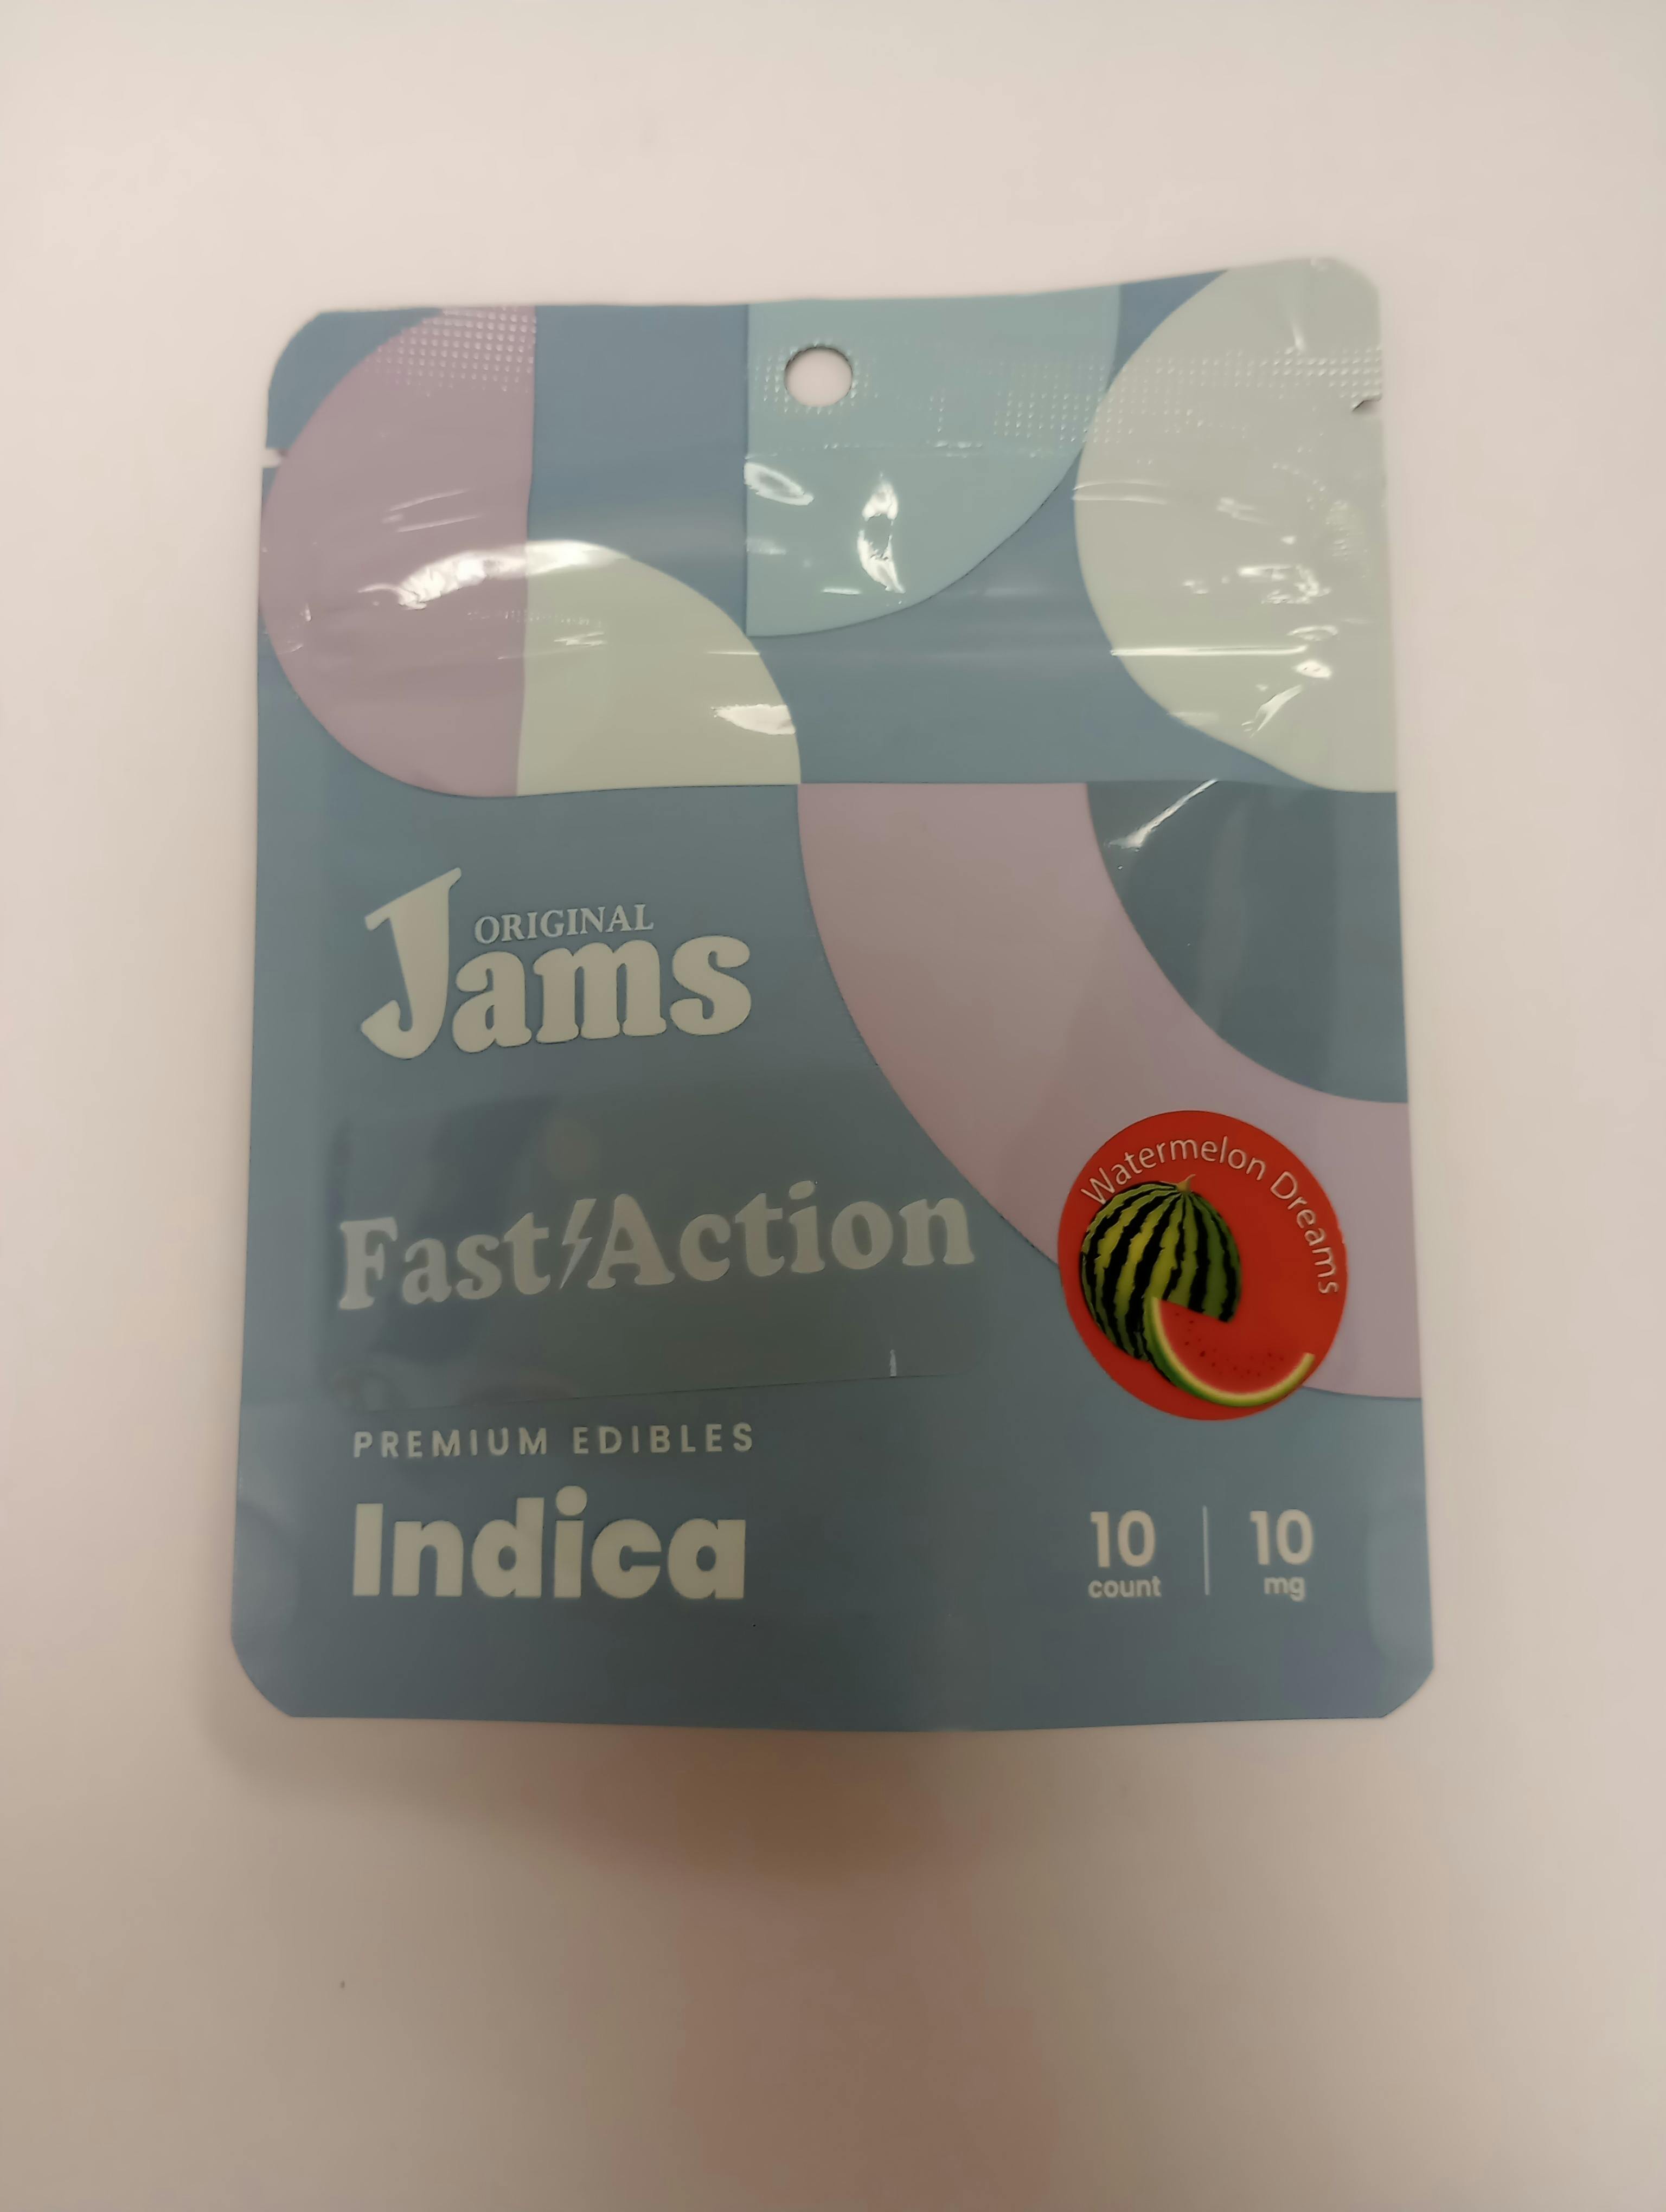 ORIGINAL
Jams
Fast Action
Watermelon Dreams
PREMIUM EDIBLES
Indica
10
count
10
mg